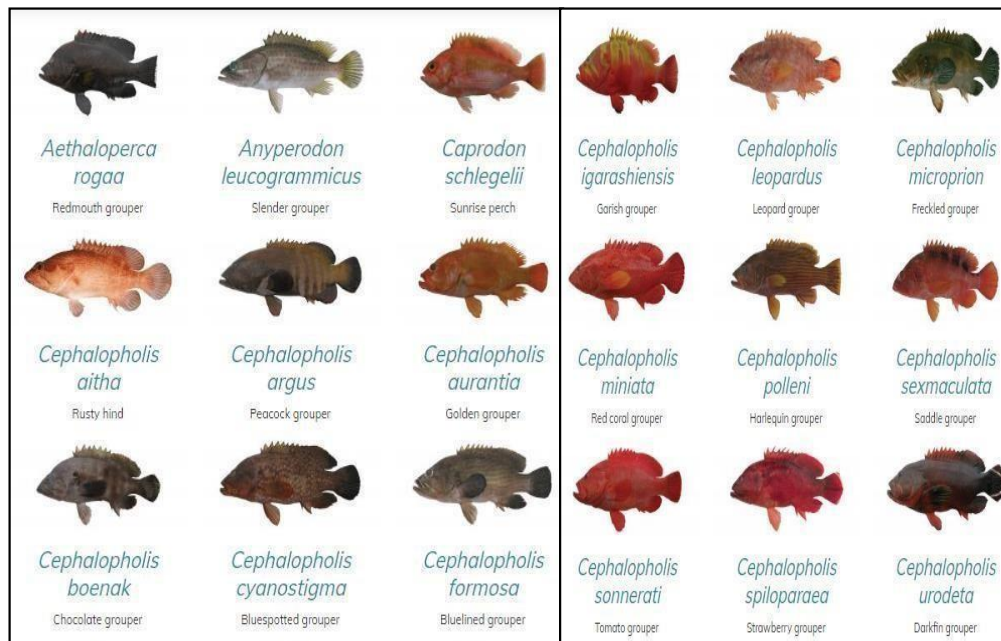 Aethaloperca
rogaa
Redmouth grouper
Anyperodon
leucogrammicus
Slender grouper
Caprodon
schlegelii
Sunrise perch
Cephalopholis
igarashiensis
Garish grouper
Cephalopholis
leopardus
Leopard grouper
Cephalopholis
microprion
Freckled grouper
Cephalopholis
aitha
Rusty hind
Cephalopholis
argus
Peacock grouper
Cephalopholis
aurantia
Golden grouper
Cephalopholis
miniata
Red coral grouper
Cephalopholis
polleni
Harlequin grouper
Cephalopholis
sexmaculata
Saddle grouper
Cephalopholis
boenak
Chocolate grouper
Cephalopholis
cyanostigma
Bluespotted grouper
Cephalopholis
formosa
Bluelined grouper
Cephalopholis
sonnerati
Tomato grouper
Cephalopholis
spiloparaea
Strawberry grouper
Cephalopholis
urodeta
Darkfin grouper